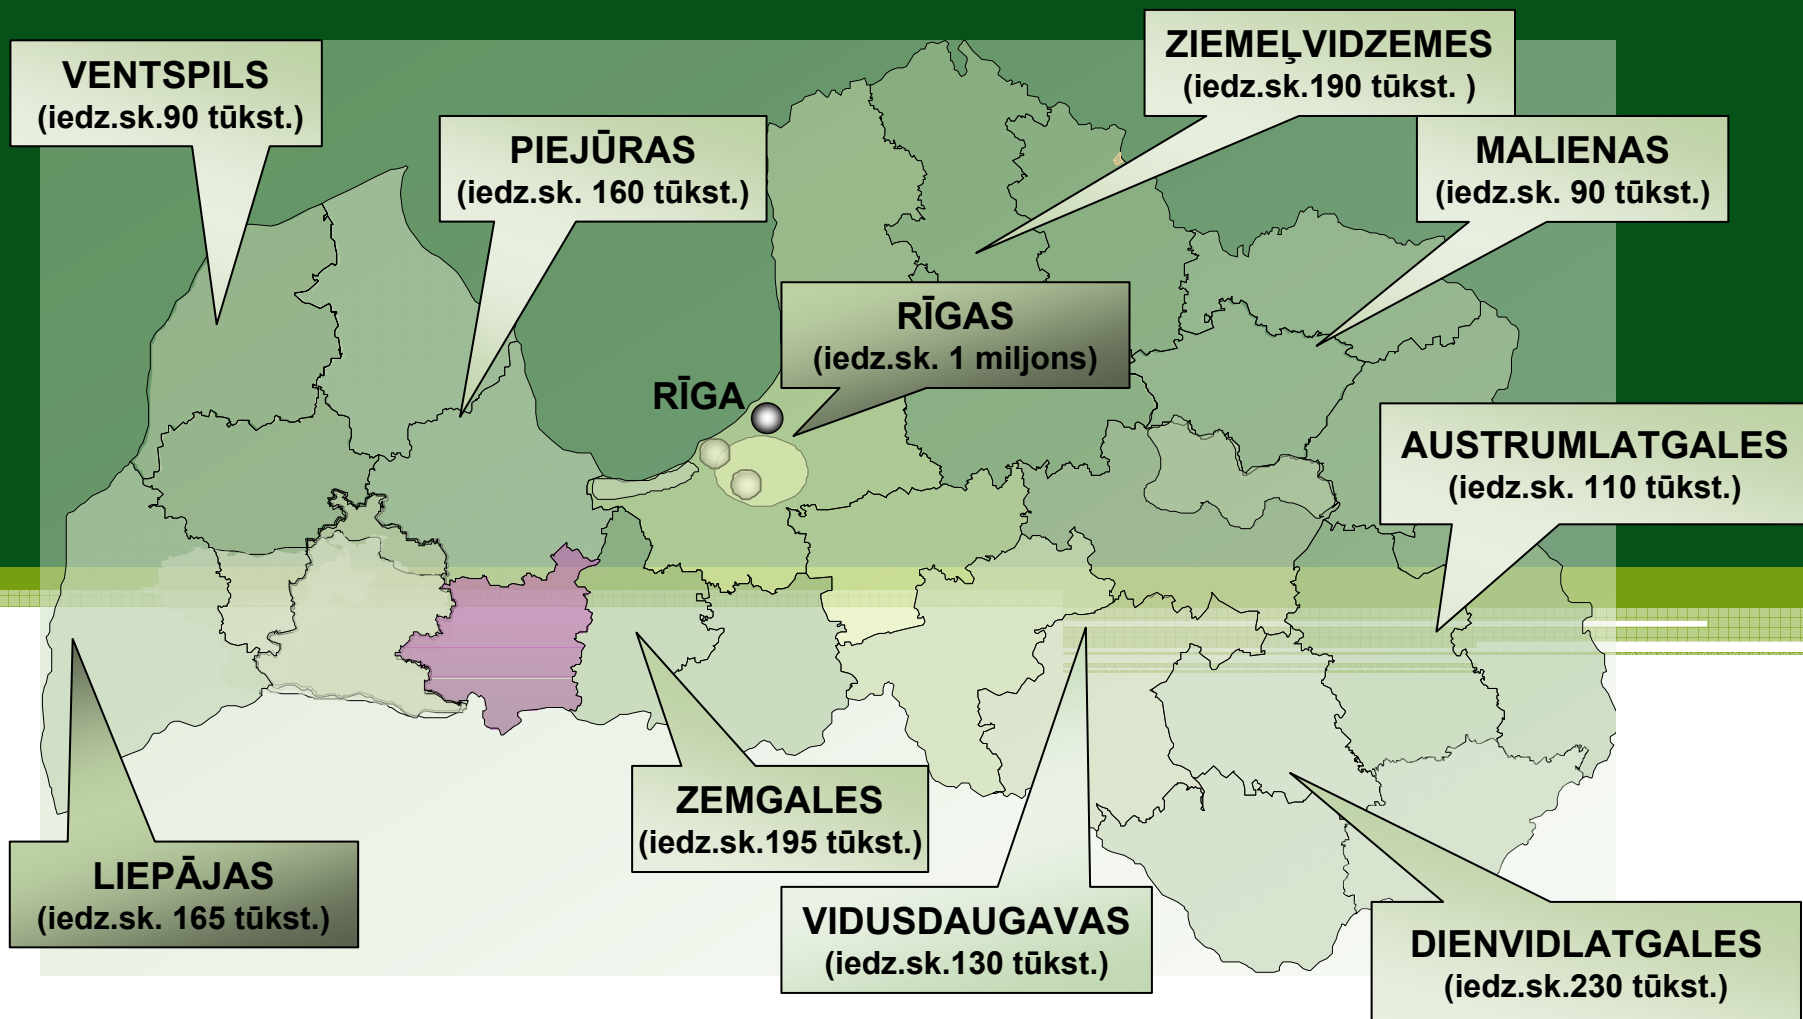 VENTSPILS
(iedz.sk.90 tūkst.)
ZIEMEĻVIDZEMES
(iedz.sk.190 tūkst. )
PIEJŪRAS
(iedz.sk. 160 tūkst.)
MALIENAS
(iedz.sk. 90 tūkst.)
RĪGAS
(iedz.sk. 1 miljons)
RĪGA
AUSTRUMLATGALES
(iedz.sk. 110 tūkst.)
ZEMGALES
(iedz.sk.195 tūkst.)
LIEPĀJAS
(iedz.sk. 165 tūkst.)
VIDUSDAUGAVAS
(iedz.sk.130 tūkst.)
DIENVIDLATGALES
(iedz.sk.230 tūkst.)